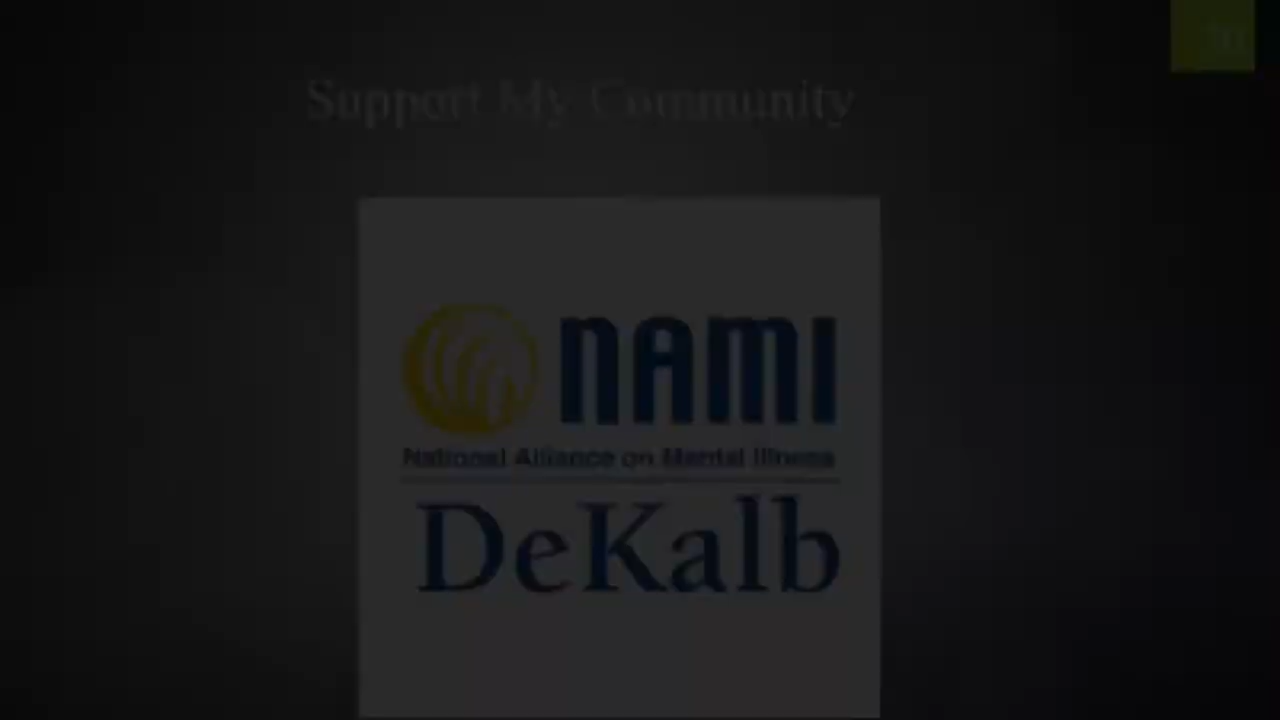 Support My Community
NAMI
National Alliance on Mental Illness
DeKalb